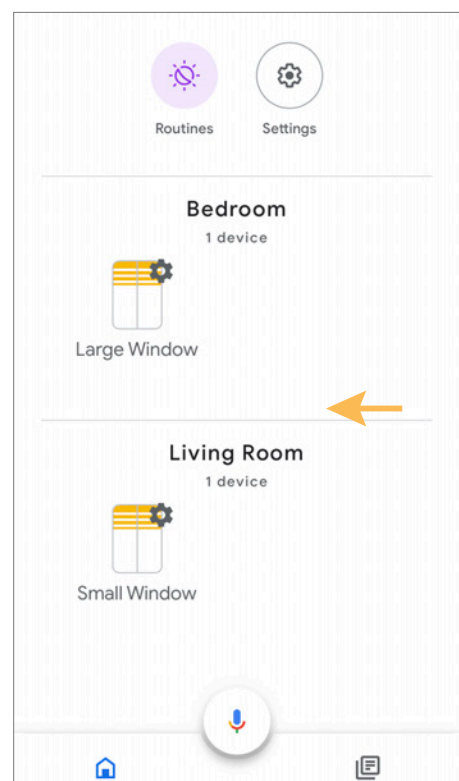 Routines Settings
Bedroom
1 device
Large Window
Living Room
1 device
Small Window